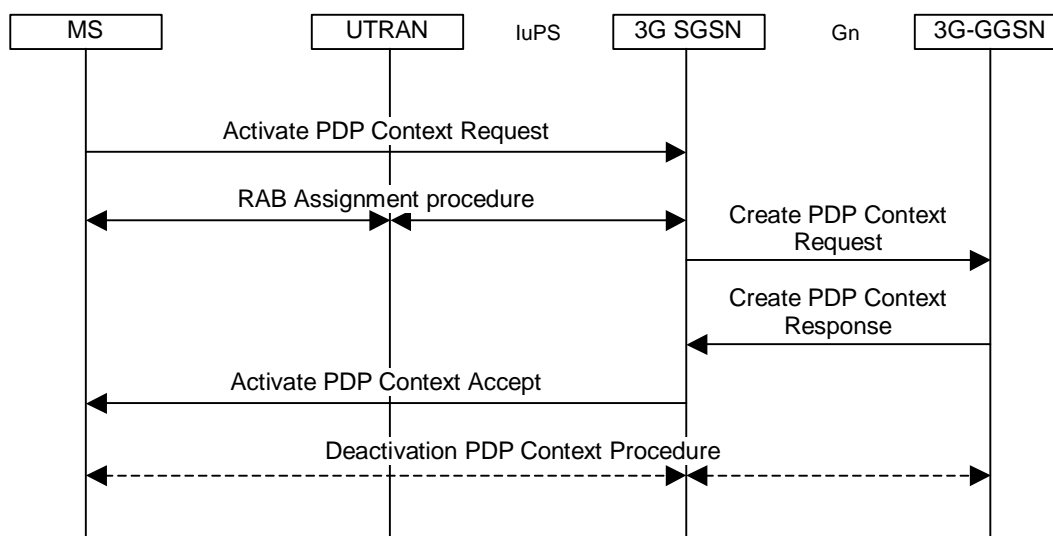 MS
UTRAN
IuPS
3G SGSN
Gn
3G-GGSN
Activate PDP Context Request
RAB Assignment procedure
Create PDP Context
Request
Create PDP Context
Response
Activate PDP Context Accept
Deactivation PDP Context Procedure